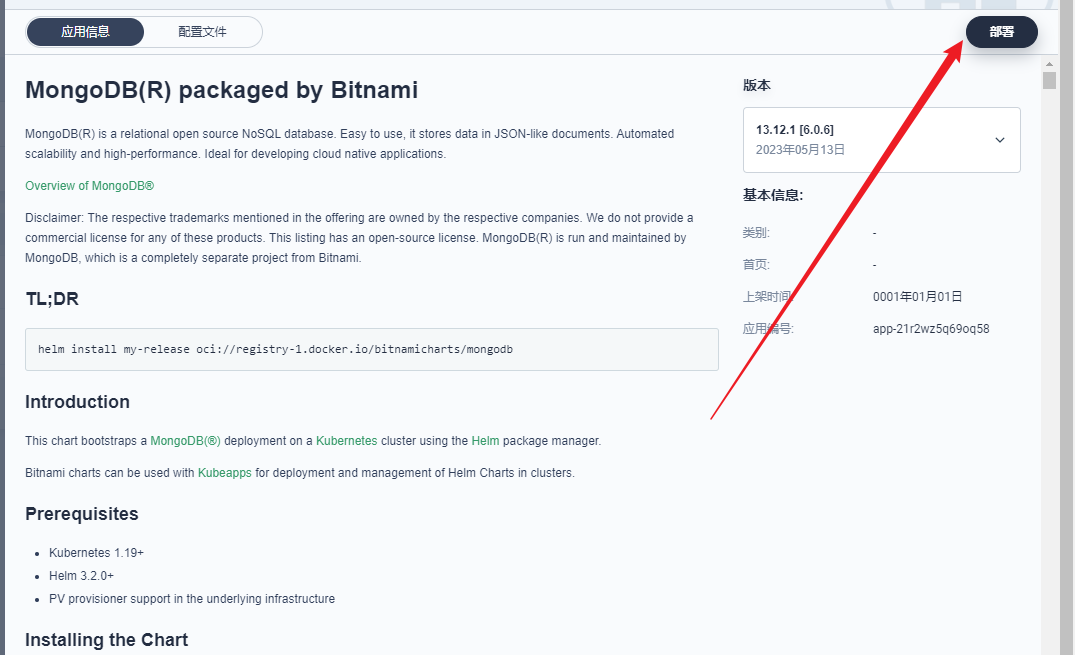 应用信息
配置文件
部署
MongoDB(R) packaged by Bitnami
MongoDB(R) is a relational open source NoSQL database. Easy to use, it stores data in JSON-like documents. Automated
scalability and high-performance. Ideal for developing cloud native applications.
Overview of MongoDB®
Disclaimer: The respective trademarks mentioned in the offering are owned by the respective companies. We do not provide a
commercial license for any of these products. This listing has an open-source license. MongoDB(R) is run and maintained by
MongoDB, which is a completely separate project from Bitnami.
TL;DR
helm install my-release oci://registry-1.docker.io/bitnamicharts/mongodb
Introduction
This chart bootstraps a MongoDB(®) deployment on a Kubernetes cluster using the Helm package manager.
Bitnami charts can be used with Kubeapps for deployment and management of Helm Charts in clusters.
Prerequisites
Kubernetes 1.19+
Helm 3.2.0+
PV provisioner support in the underlying infrastructure
Installing the Chart
版本
13.12.1 [6.0.6]
2023年05月13日
基本信息:
类别: -
首页: -
上架时间: 0001年01月01日
应用编号: app-21r2wz5q69oq58